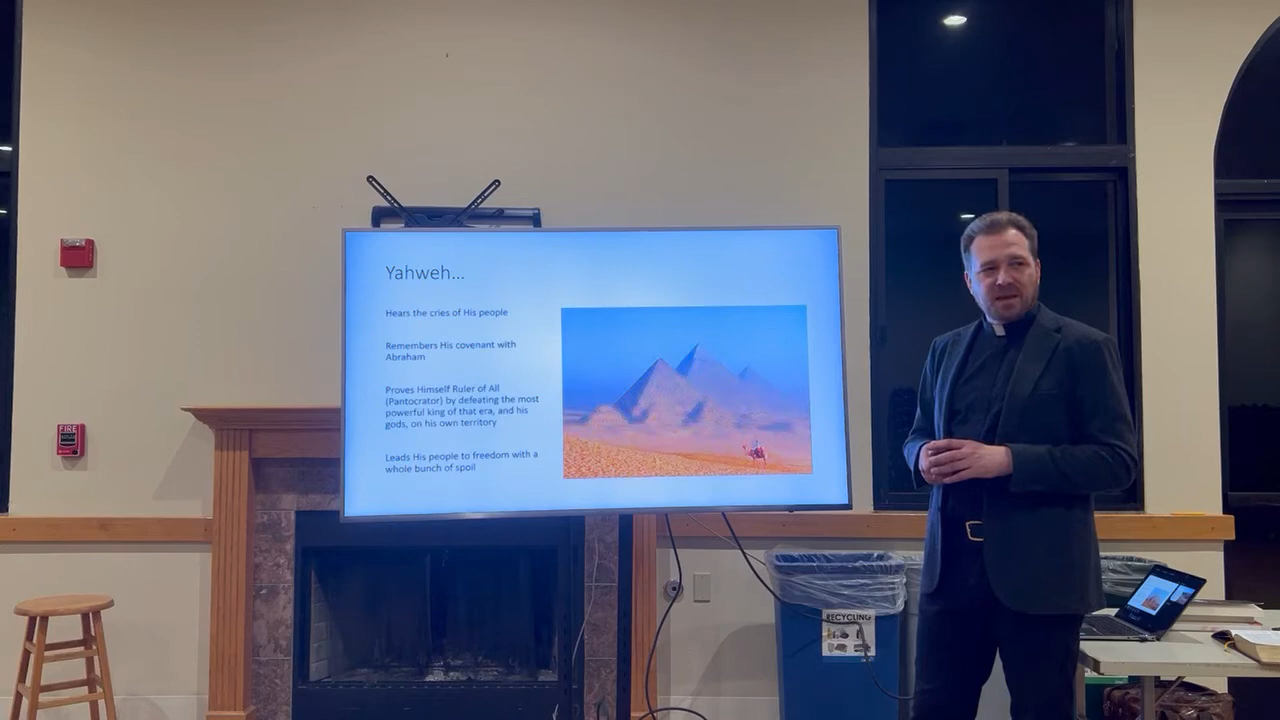 Yahweh...
Hears the cries of His people
Remembers His covenant with
Abraham
Proves Himself Ruler of All
(Pantocrator) by defeating the most
powerful king of that era, and his
gods, on his own territory
Leads His people to freedom with a
whole bunch of spoil
FIRE
RECYCLING